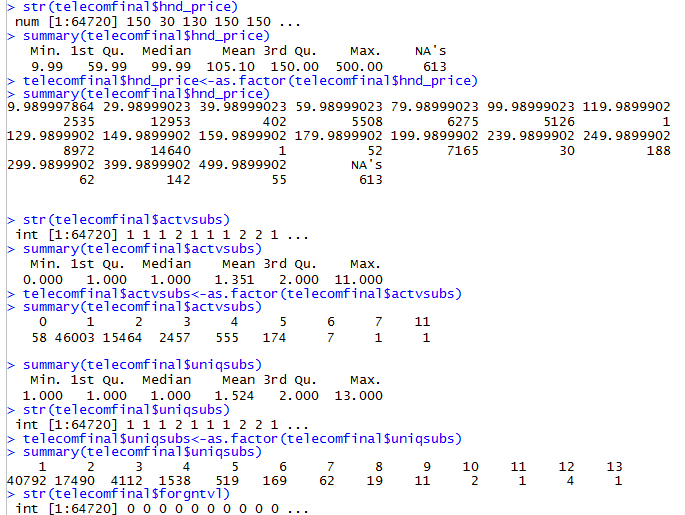 > str(telecomfinal$hnd_price)
 num [1:64720] 150 30 130 150 150 ...
> summary(telecomfinal$hnd_price)
   Min. 1st Qu.  Median    Mean 3rd Qu.    Max.    NA's
   9.99   59.99   99.99  105.10  150.00  500.00     613
> telecomfinal$hnd_price<-as.factor(telecomfinal$hnd_price)
> summary(telecomfinal$hnd_price)
9.989997864 29.98999023 39.98999023 59.98999023 79.98999023 99.98999023 119.9899902
       2535       12953         402        5508        6275        5126           1
129.9899902 149.9899902 159.9899902 179.9899902 199.9899902 239.9899902 249.9899902
       8972       14640           1          52        7165          30         188
299.9899902 399.9899902 499.9899902        NA's
         62         142          55         613
> str(telecomfinal$actvsubs)
 int [1:64720] 1 1 1 2 1 1 1 2 2 1 ...
> summary(telecomfinal$actvsubs)
   Min. 1st Qu.  Median    Mean 3rd Qu.    Max.
  0.000   1.000   1.000   1.351   2.000  11.000
> telecomfinal$actvsubs<-as.factor(telecomfinal$actvsubs)
> summary(telecomfinal$actvsubs)
    0     1     2     3     4     5     6     7    11
   58 46003 15464  2457   555   174     7     1     1
> summary(telecomfinal$uniqsubs)
   Min. 1st Qu.  Median    Mean 3rd Qu.    Max.
  1.000   1.000   1.000   1.524   2.000  13.000
> str(telecomfinal$uniqsubs)
 int [1:64720] 1 1 1 2 1 1 1 2 2 1 ...
> telecomfinal$uniqsubs<-as.factor(telecomfinal$uniqsubs)
> summary(telecomfinal$uniqsubs)
    1     2     3     4     5     6     7     8     9    10    11    12    13
40792 17490  4112  1538   519   169    62    19    11     2     1     4     1
> str(telecomfinal$forgntvl)
 int [1:64720] 0 0 0 0 0 0 0 0 0 0 ...